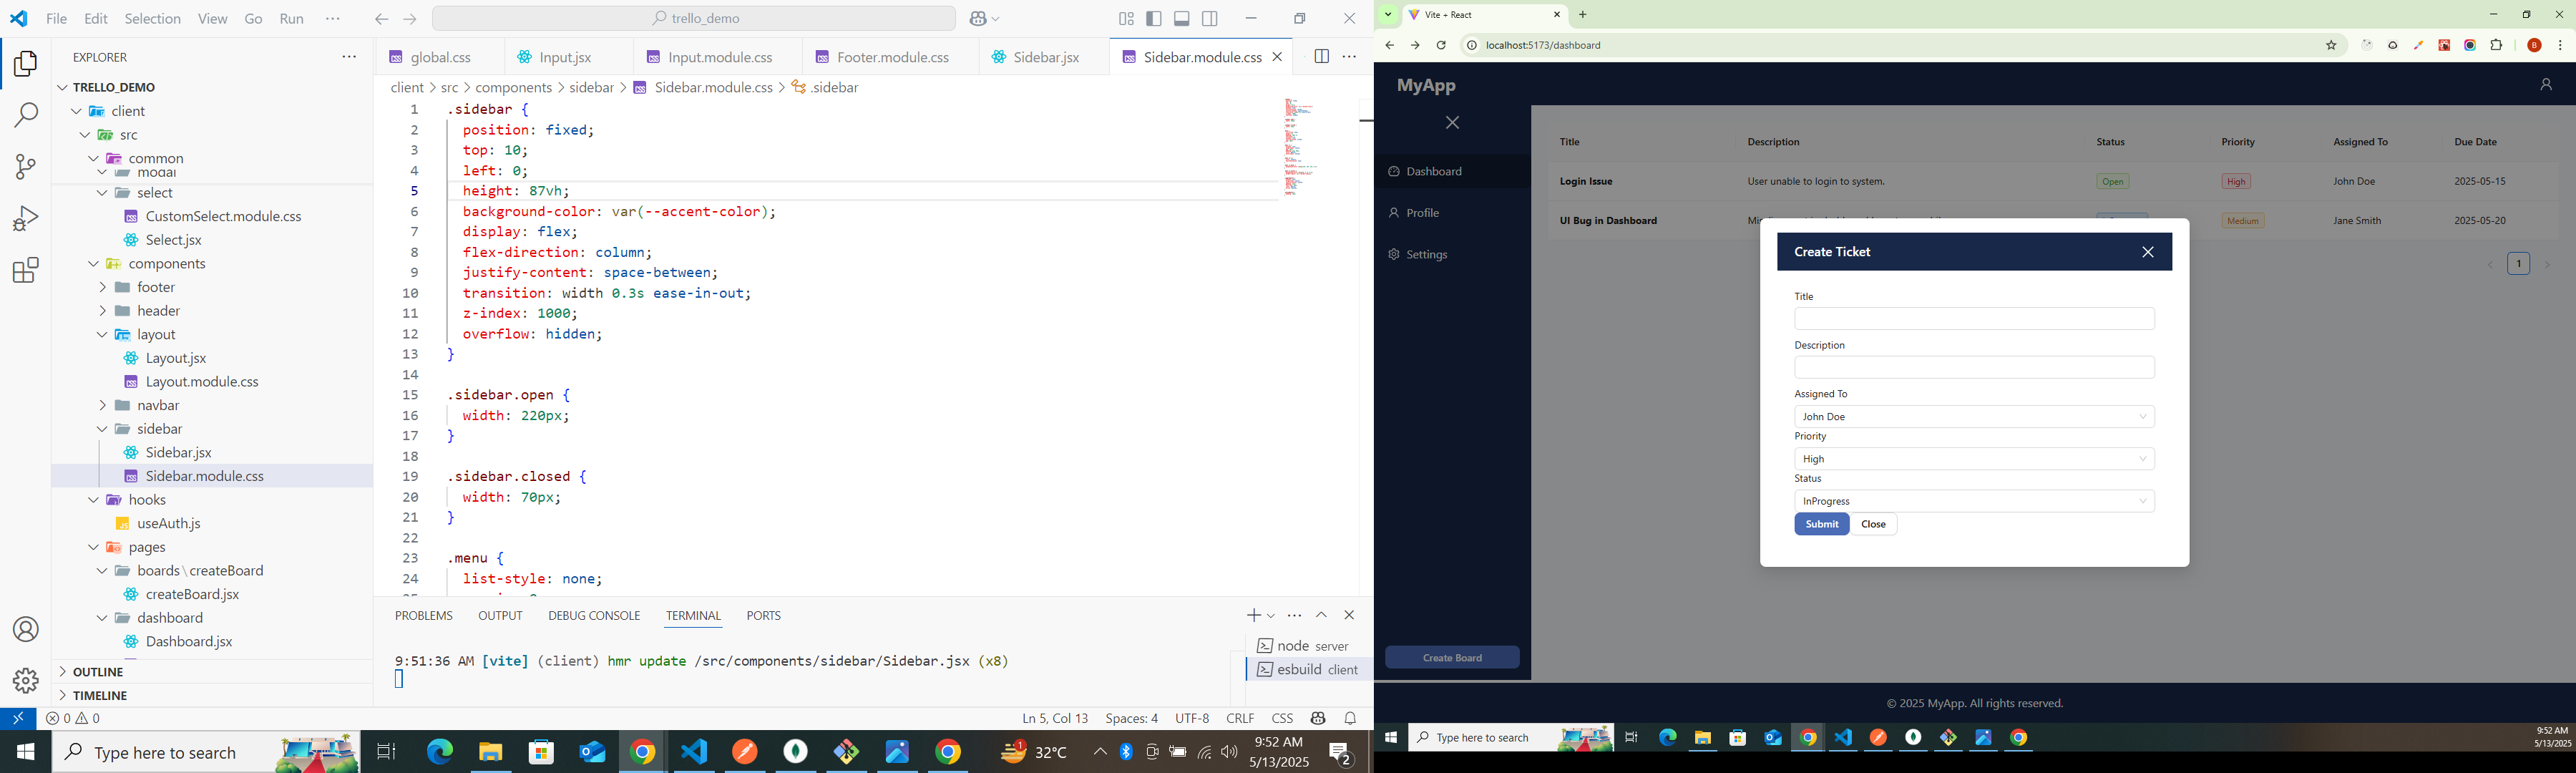 File Edit Selection View Go Run ···
trello_demo
EXPLORER
TRELLO_DEMO
client
src
common
modal
select
CustomSelect.module.css
Select.jsx
components
footer
header
layout
Layout.jsx
Layout.module.css
navbar
sidebar
Sidebar.jsx
Sidebar.module.css
hooks
useAuth.js
pages
boards\createBoard
createBoard.jsx
dashboard
Dashboard.jsx
OUTLINE
TIMELINE
global.css Input.jsx Input.module.css Footer.module.css Sidebar.jsx Sidebar.module.css
client > src > components > sidebar > Sidebar.module.css > .sidebar
1 .sidebar {
2 position: fixed;
3 top: 10;
4 left: 0;
5 height: 87vh;
6 background-color: var(--accent-color);
7 display: flex;
8 flex-direction: column;
9 justify-content: space-between;
10 transition: width 0.3s ease-in-out;
11 z-index: 1000;
12 overflow: hidden;
13 }
14
15 .sidebar.open {
16 width: 220px;
17 }
18
19 .sidebar.closed {
20 width: 70px;
21 }
22
23 .menu {
24 list-style: none;
PROBLEMS OUTPUT DEBUG CONSOLE TERMINAL PORTS
9:51:36 AM [vite] (client) hmr update /src/components/sidebar/Sidebar.jsx (x8)
node server
esbuild client
0 0
Ln 5, Col 13 Spaces: 4 UTF-8 CRLF CSS
Type here to search
1
32°C
9:52 AM
5/13/2025
2
Vite + React
localhost:5173/dashboard
B
MyApp
Dashboard
Profile
Settings
Create Board
Title Description Status Priority Assigned To Due Date
Login Issue User unable to login to system. Open High John Doe 2025-05-15
UI Bug in Dashboard Medium Jane Smith 2025-05-20
1
Create Ticket
Title
Description
Assigned To
John Doe
Priority
High
Status
InProgress
Submit Close
© 2025 MyApp. All rights reserved.
Type here to search
9:52 AM
5/13/2025